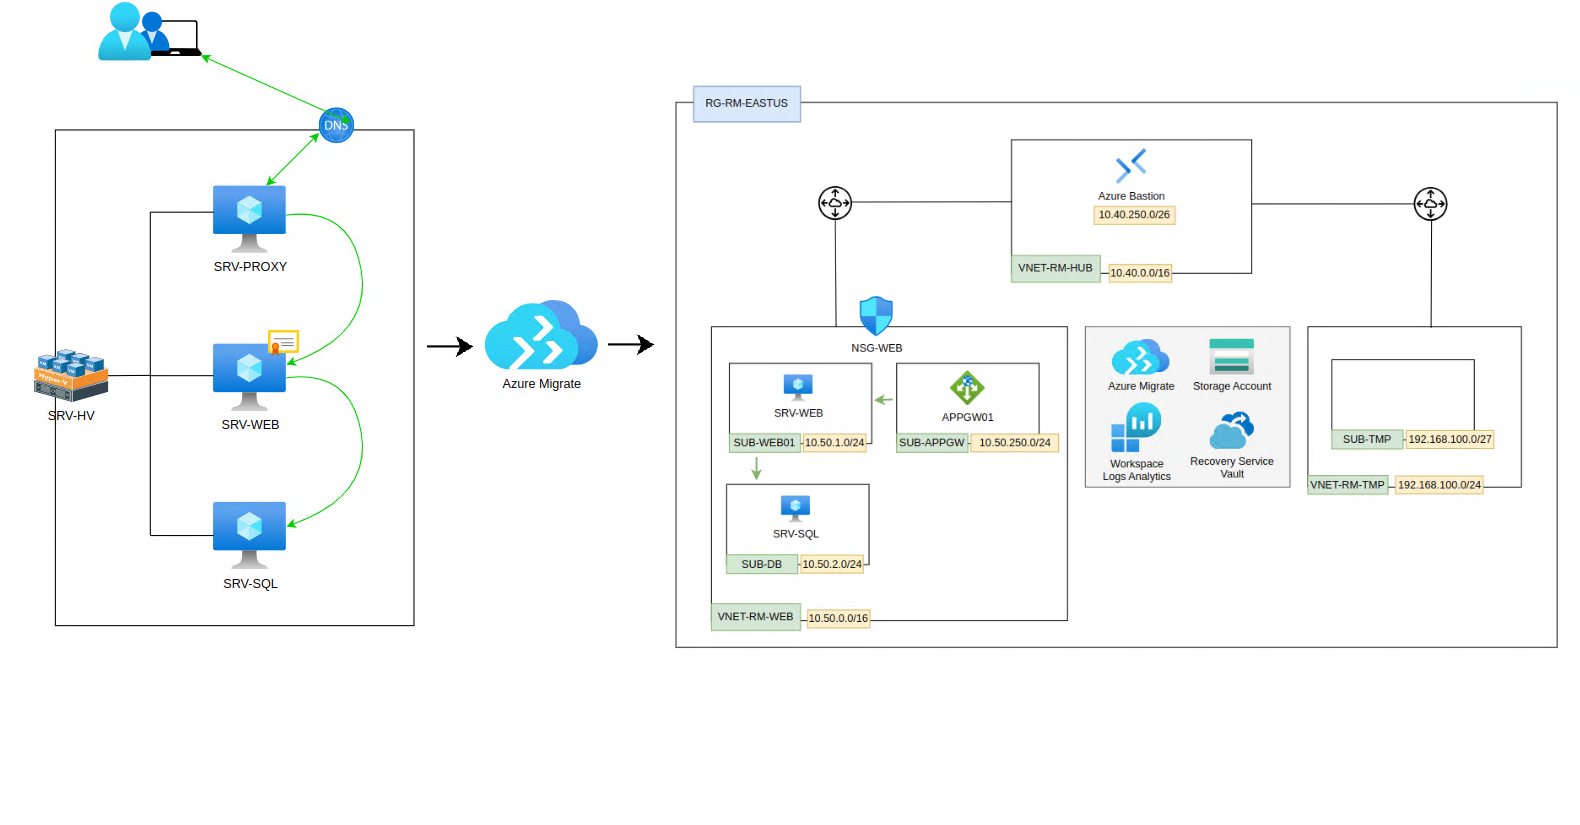 DNS
SRV-PROXY
Hyper-V
SRV-HV
SRV-WEB
SRV-SQL
Azure Migrate
RG-RM-EASTUS
Azure Bastion
10.40.250.0/26
VNET-RM-HUB
10.40.0.0/16
NSG-WEB
SRV-WEB
SUB-WEB01
10.50.1.0/24
APPGW01
SUB-APPGW
10.50.250.0/24
SRV-SQL
SUB-DB
10.50.2.0/24
VNET-RM-WEB
10.50.0.0/16
Azure Migrate
Storage Account
Workspace
Logs Analytics
Recovery Service
Vault
SUB-TMP
192.168.100.0/27
VNET-RM-TMP
192.168.100.0/24